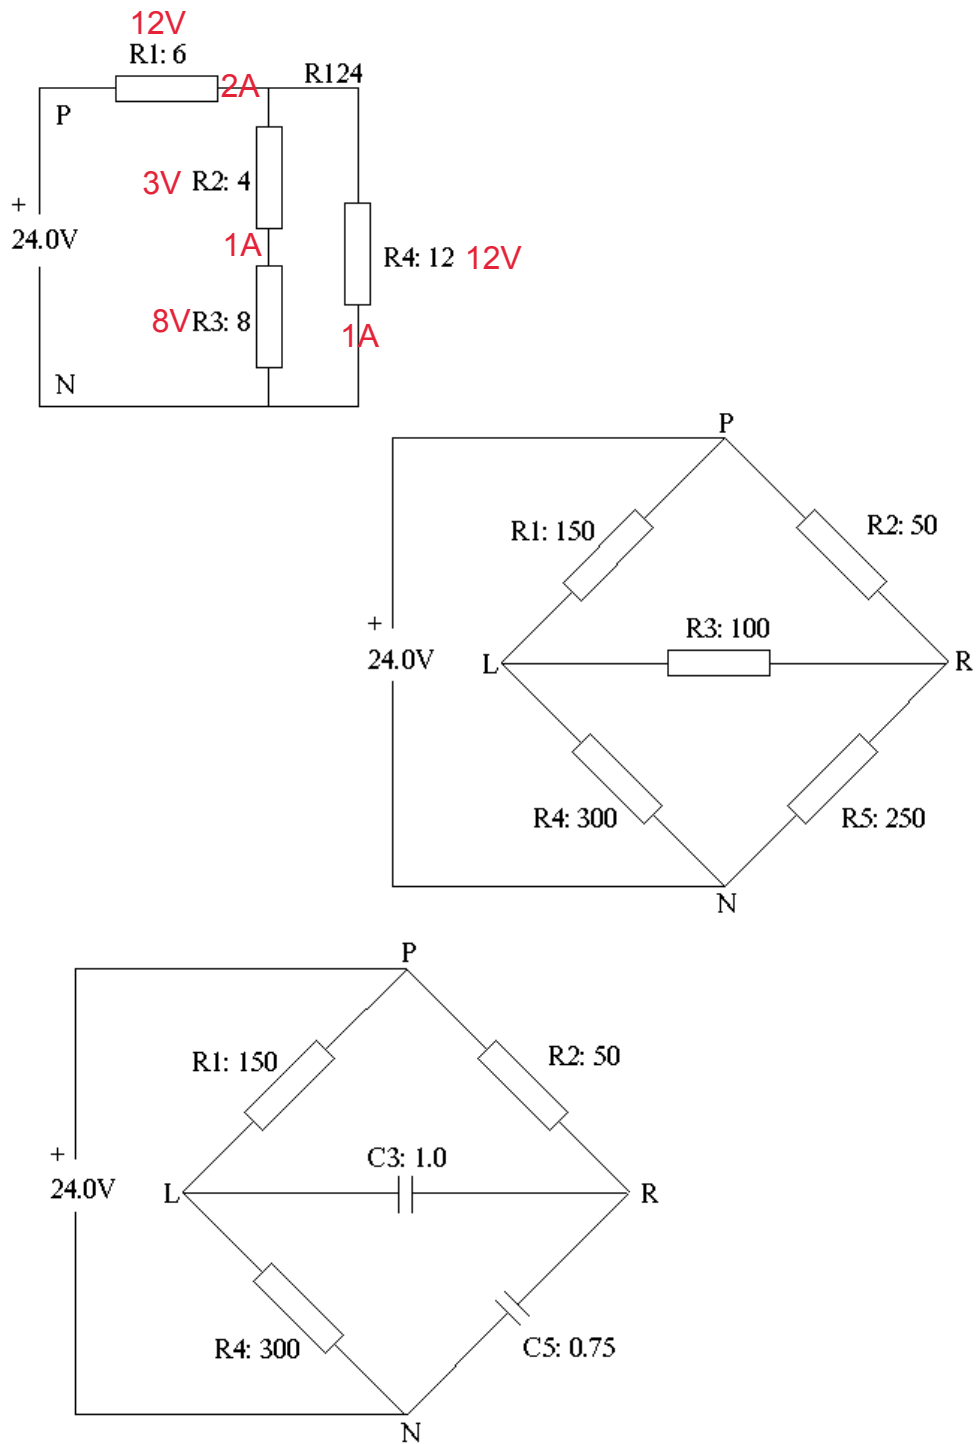 12V
R1: 6
2A
R124
P
3V R2: 4
+
24.0V
1A
R4: 12 12V
8V R3: 8
1A
N
P
R1: 150
R2: 50
+
24.0V
R3: 100
L
R
R4: 300
R5: 250
N
P
R1: 150
R2: 50
+
24.0V
C3: 1.0
L
R
R4: 300
C5: 0.75
N